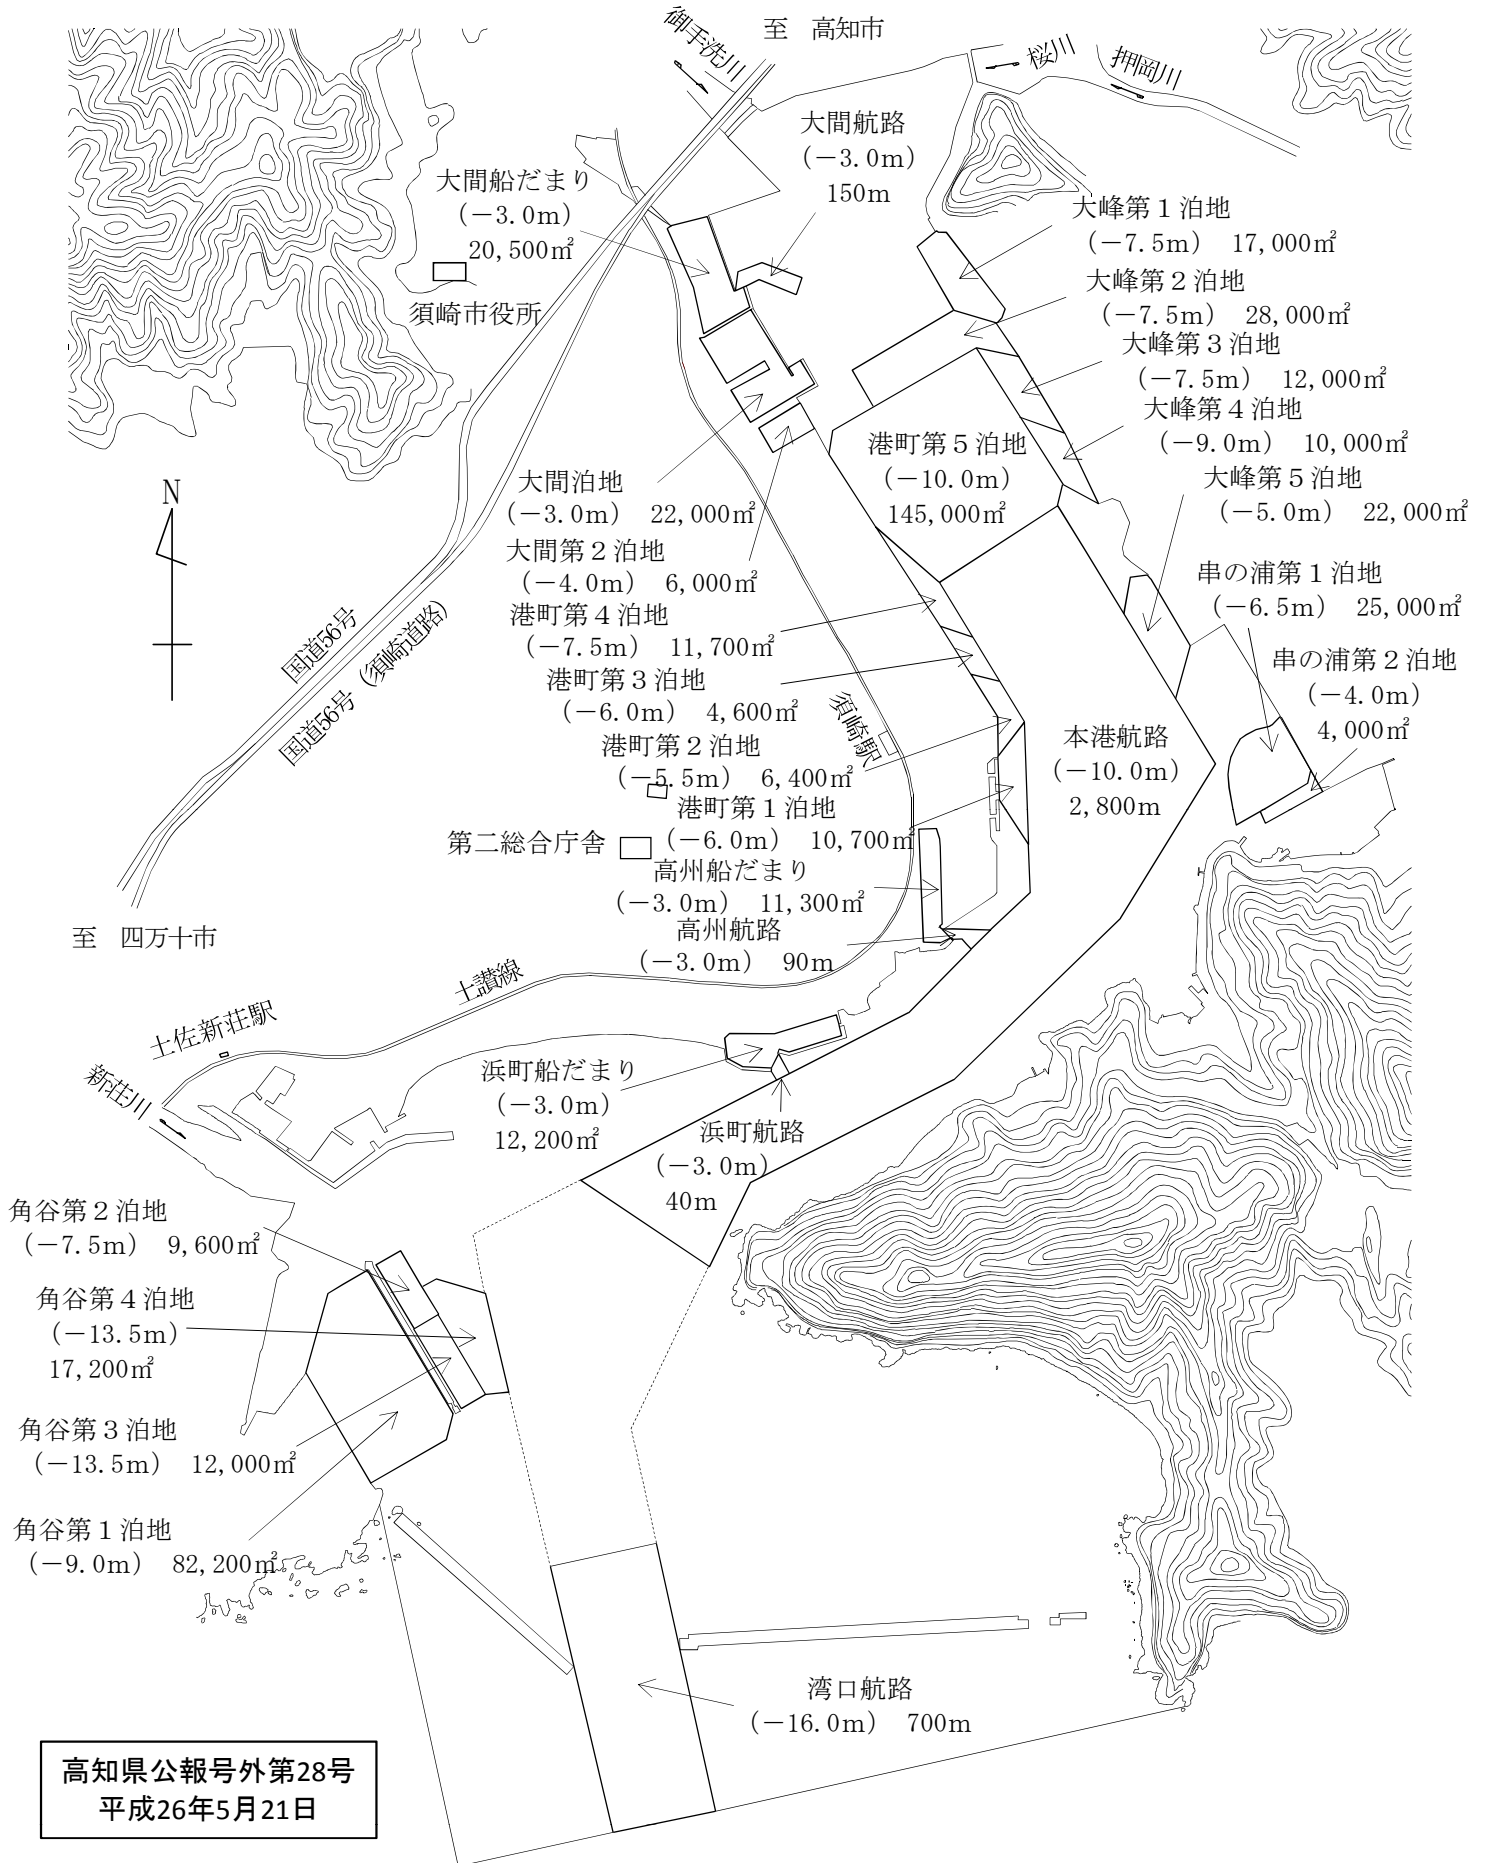 至　高知市
御手洗川
桜川
押岡川
大間航路
(－3.0m)
150m
大間船だまり
(－3.0m)
20,500㎡
須崎市役所
大峰第１泊地
(－7.5m)　17,000㎡
大峰第２泊地
(－7.5m)　28,000㎡
大峰第３泊地
(－7.5m)　12,000㎡
大峰第４泊地
(－9.0m)　10,000㎡
大峰第５泊地
(－5.0m)　22,000㎡
港町第５泊地
(－10.0m)
145,000㎡
N
大間泊地
(－3.0m)　22,000㎡
大間第２泊地
(－4.0m)　6,000㎡
港町第４泊地
(－7.5m)　11,700㎡
港町第３泊地
(－6.0m)　4,600㎡
港町第２泊地
(－5.5m)　6,400㎡
港町第１泊地
(－6.0m)　10,700㎡
第二総合庁舎
高州船だまり
(－3.0m)　11,300㎡
高州航路
(－3.0m)　90m
串の浦第１泊地
(－6.5m)　25,000㎡
串の浦第２泊地
(－4.0m)
4,000㎡
国道56号
国道56号（須崎道路）
須崎駅
本港航路
(－10.0m)
2,800m
至　四万十市
土讃線
土佐新荘駅
新荘川
浜町船だまり
(－3.0m)
12,200㎡
浜町航路
(－3.0m)
40m
角谷第２泊地
(－7.5m)　9,600㎡
角谷第４泊地
(－13.5m)
17,200㎡
角谷第３泊地
(－13.5m)　12,000㎡
角谷第１泊地
(－9.0m)　82,200㎡
湾口航路
(－16.0m)　700m
高知県公報号外第28号
平成26年5月21日